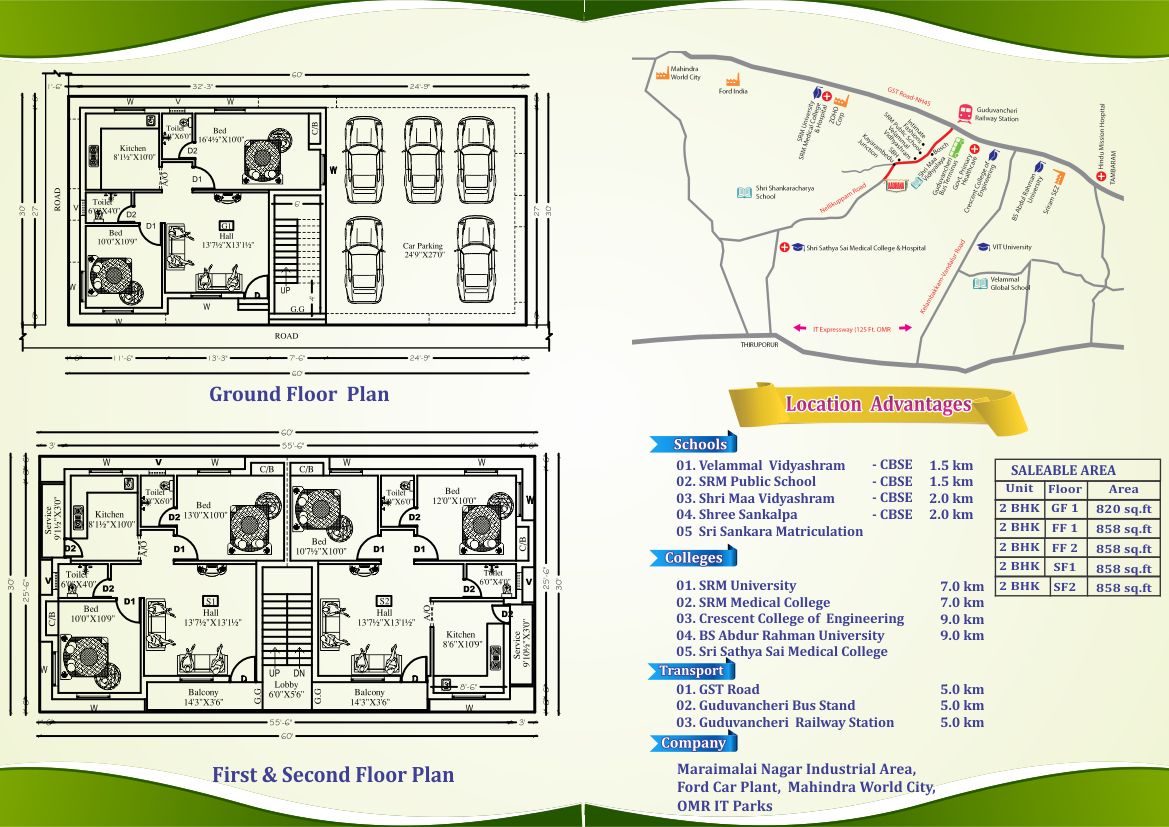 60'
1'-6"
32'-3"
24'-9"
W
V
W
Toilet
4'X6'0"
Bed
16'4½"X10'0"
C/B
Kitchen
8'1½"X10'0"
D2
D1
A/O
W
ROAD
30'
27'
V
Toilet
6'0"X4'0"
D2
D1
G1
Hall
13'7½"X13'1½"
6'
Bed
10'0"X10'9"
Car Parking
24'9"X27'0"
27'
30'
W
UP
4'
D
W
G.G
W
ROAD
11'-6"
13'-3"
7'-6"
24'-9"
60'
Ground Floor Plan
60'
3'
55'-6"
W
V
W
C/B
C/B
W
V
W
Service
9'1½"X3'0"
Kitchen
8'1½"X10'0"
Toilet
4'0"X6'0"
D2
Bed
13'0"X10'0"
Bed
10'7½"X10'0"
Toilet
4'0"X6'0"
D2
Bed
12'0"X10'0"
W
C/B
D2
A/O
D1
D1
D1
30'
25'-6"
V
Toilet
6'0"X4'0"
D2
D1
Toilet
6'0"X4'0"
D2
V
25'-6"
30'
C/B
Bed
10'0"X10'9"
S1
Hall
13'7½"X13'1½"
S2
Hall
13'7½"X13'1½"
A/O
D2
Kitchen
8'6"X10'9"
Service
9'10½"X3'0"
W
D
UP
DN
D
Lobby
6'0"X5'6"
8'-6"
W
Balcony
14'3"X3'6"
G.G
G.G
Balcony
14'3"X3'6"
W
55'-6"
3'
60'
First & Second Floor Plan
Mahindra
World City
Ford India
SRM University
SRM Medical College
& Hospital
ZOHO
Corp
GST Road-NH45
Guduvancheri
Railway Station
Intimate
Fashions
SRM Public School
Velammal
Vidhyashram
SBI
Kayarambedu
Junction
Bosch
Shri Maa
Vidhyalaya
Guduvancheri
Bus Terminus
Govt. Primary
Healthcare
Crescent College of
Engineering
BS Abdul Rahman
University
Sriram SEZ
Hindu Mission Hospital
TAMBARAM
Shri Shankaracharya
School
Nellikuppam Road
Shri Sathya Sai Medical College & Hospital
VIT University
Velammal
Global School
Kelambakkam-Vandalur Road
IT Expressway (125 Ft. OMR
THIRUPORUR
Location Advantages
Schools
01. Velammal Vidyashram - CBSE 1.5 km
02. SRM Public School - CBSE 1.5 km
03. Shri Maa Vidyashram - CBSE 2.0 km
04. Shree Sankalpa - CBSE 2.0 km
05 Sri Sankara Matriculation
Colleges
01. SRM University 7.0 km
02. SRM Medical College 7.0 km
03. Crescent College of Engineering 9.0 km
04. BS Abdur Rahman University 9.0 km
05. Sri Sathya Sai Medical College
Transport
01. GST Road 5.0 km
02. Guduvancheri Bus Stand 5.0 km
03. Guduvancheri Railway Station 5.0 km
Company
Maraimalai Nagar Industrial Area,
Ford Car Plant, Mahindra World City,
OMR IT Parks
SALEABLE AREA
Unit Floor Area
2 BHK GF 1 820 sq.ft
2 BHK FF 1 858 sq.ft
2 BHK FF 2 858 sq.ft
2 BHK SF1 858 sq.ft
2 BHK SF2 858 sq.ft